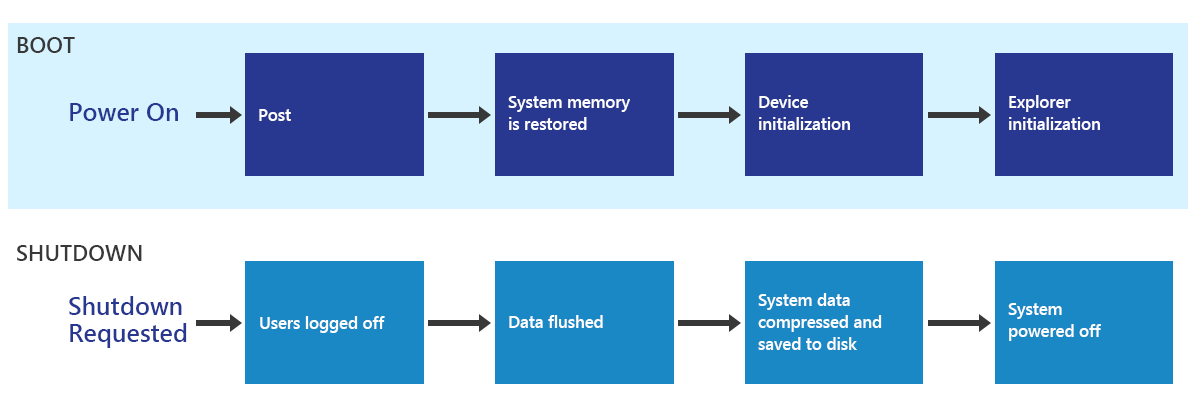 BOOT
Power On
Post
System memory
is restored
Device
initialization
Explorer
initialization
SHUTDOWN
Shutdown
Requested
Users logged off
Data flushed
System data
compressed and
saved to disk
System
powered off